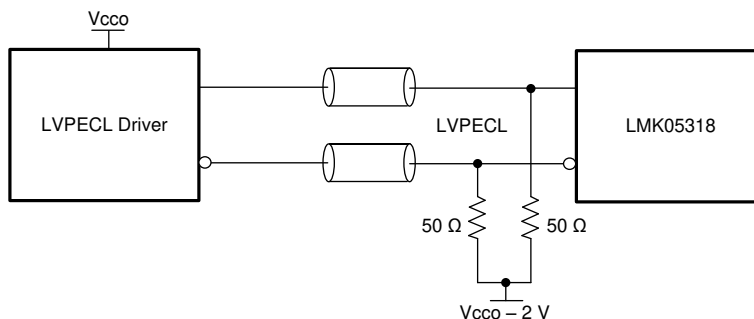 Vcco
LVPECL Driver
LVPECL
LMK05318
50 Ω
50 Ω
Vcco – 2 V